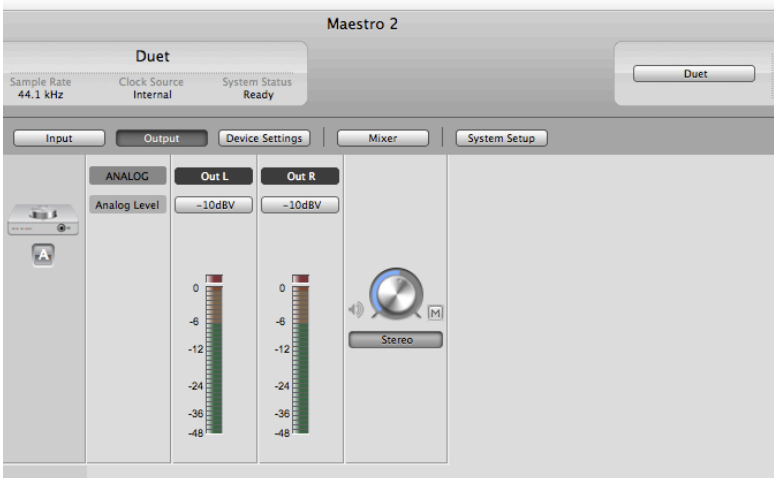 Maestro 2
Duet
Sample Rate Clock Source System Status
44.1 kHz Internal Ready
Duet
Input Output Device Settings Mixer System Setup
ANALOG Out L Out R
Analog Level -10dBV -10dBV
A
0 0
-6 -6
M
-12 -12
Stereo
-24 -24
-36 -36
-48 -48